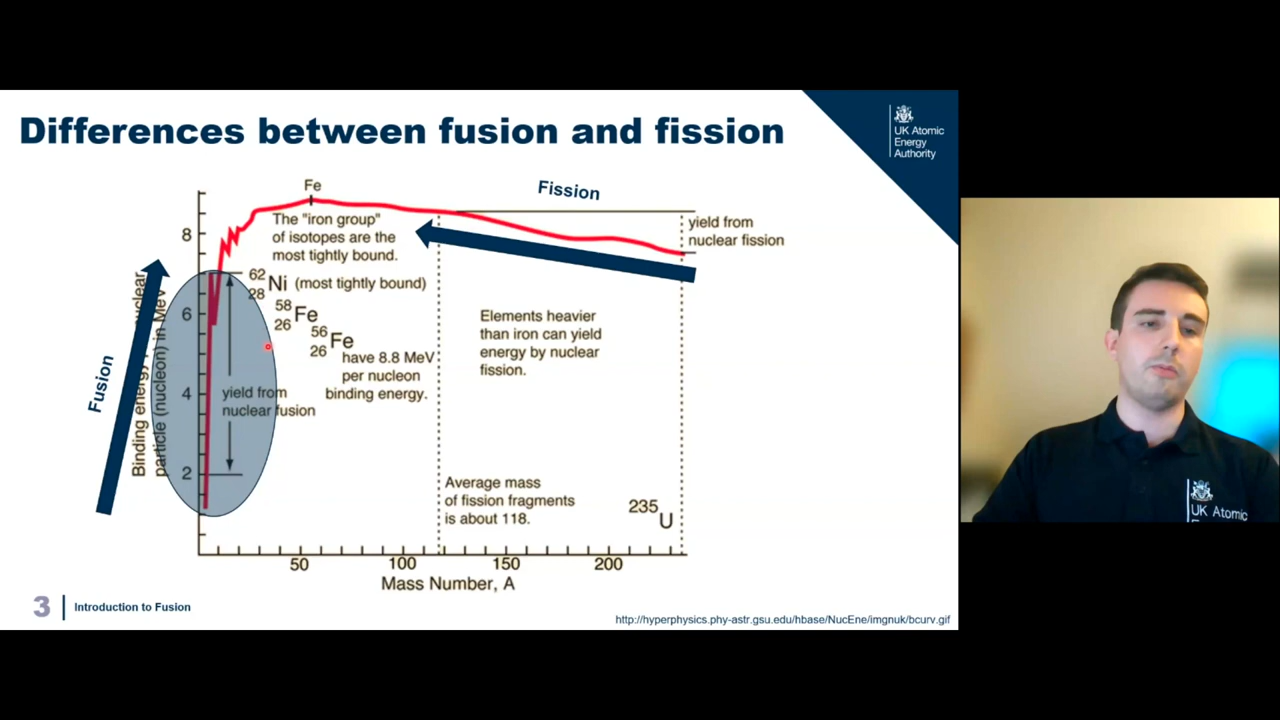 Differences between fusion and fission
UK Atomic
Energy
Authority
Fe
Fission
The "iron group"
of isotopes are the
most tightly bound.
yield from
nuclear fission
8
6
4
2
62
28
Ni (most tightly bound)
58
26
Fe
56
26
Fe
have 8.8 MeV
per nucleon
binding energy.
Elements heavier
than iron can yield
energy by nuclear
fission.
Fusion
Binding energy nuclear
particle (nucleon) in MeV
yield from
nuclear fusion
Average mass
of fission fragments
is about 118.
235
U
50 100 150 200
Mass Number, A
3
Introduction to Fusion
http://hyperphysics.phy-astr.gsu.edu/hbase/NucEne/imgnuk/bcurv.gif
UK Atomic